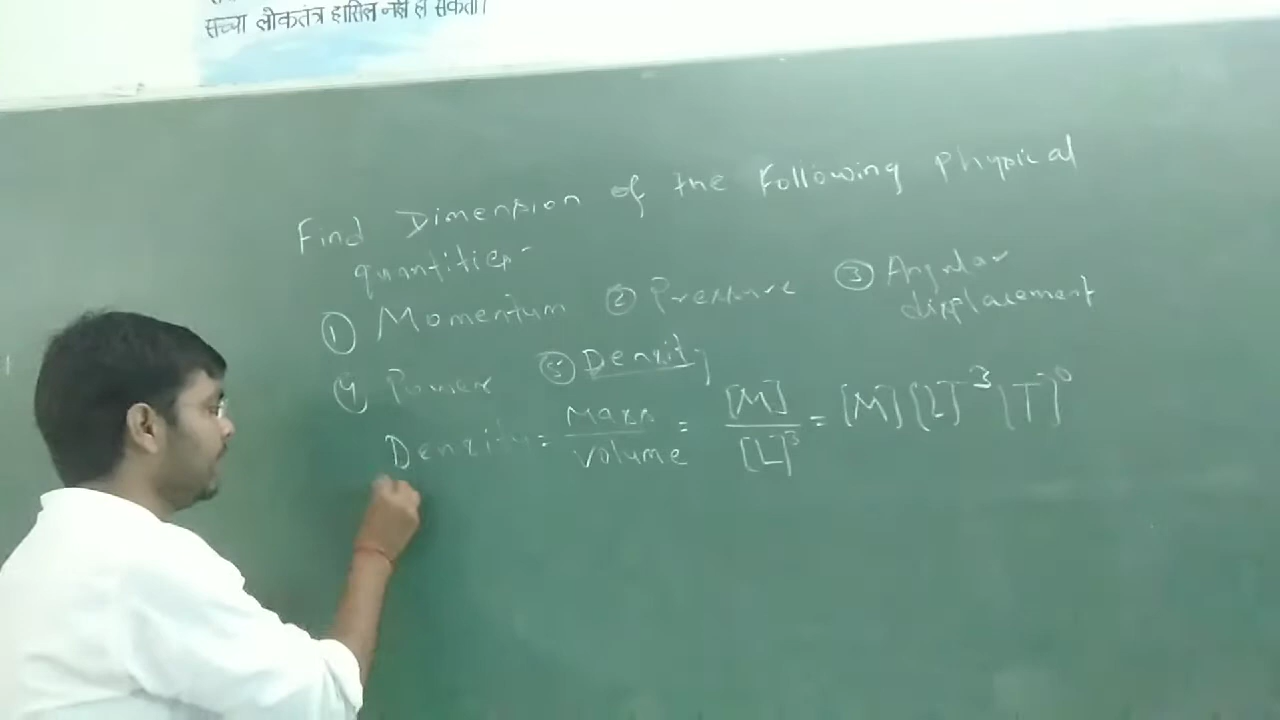 सच्चा लोकतंत्र हासिल नहीं हो सकता।
Find Dimension of the Following Physical
quantities-
① Momentum ② Pressure ③ Angular
displacement
④ Power ⑤ Density
Density = Mass / Volume = [M] / [L]³ = [M] [L]⁻³ [T]⁰